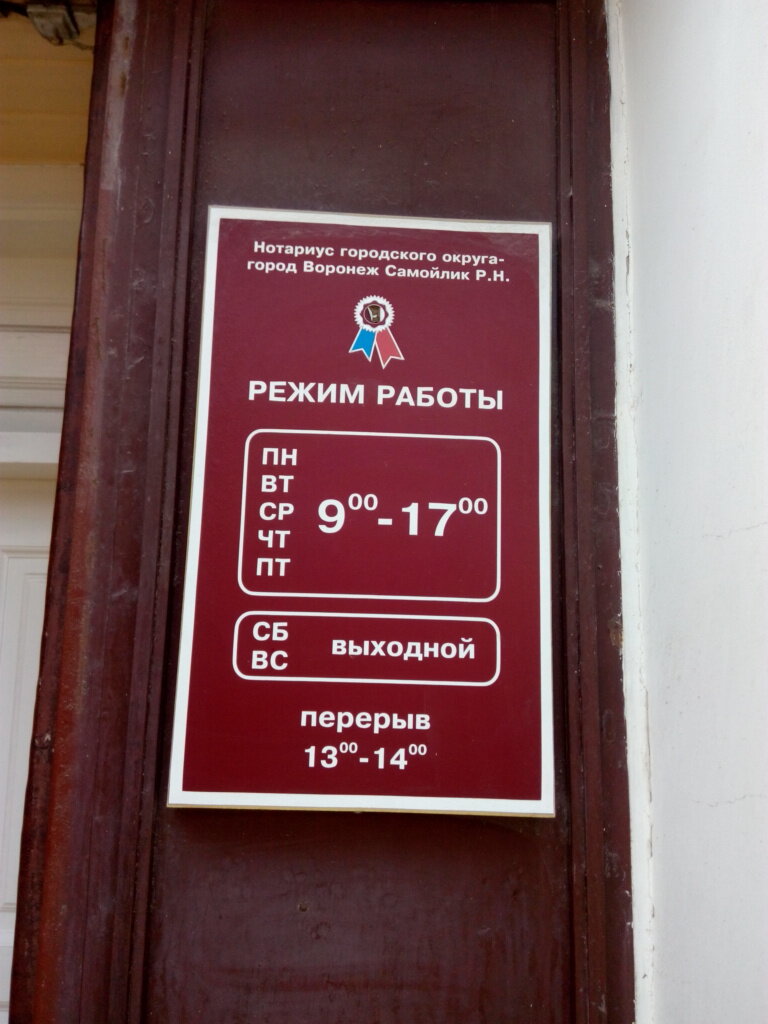 Нотариус городского округа-
город Воронеж Самойлик Р.Н.
РЕЖИМ РАБОТЫ
ПН
ВТ
СР
ЧТ
ПТ
9⁰⁰-17⁰⁰
СБ
ВС
выходной
перерыв
13⁰⁰-14⁰⁰